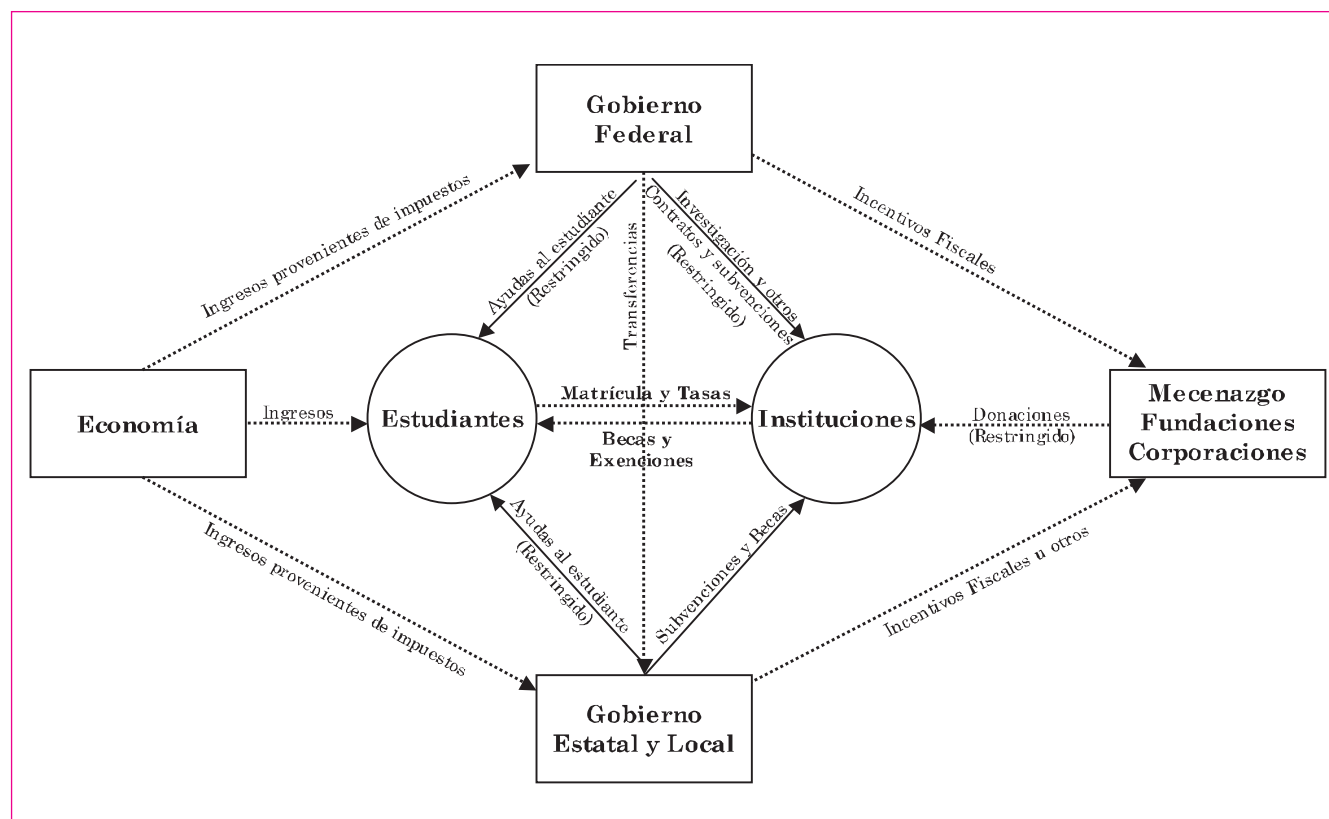 Gobierno
Federal
Ingresos provenientes de impuestos
Ayudas al estudiante
(Restringido)
Transferencias
Investigación y otros
Contratos y subvenciones
(Restringido)
Incentivos Fiscales
Economía
Ingresos
Estudiantes
Matrícula y Tasas
Becas y
Exenciones
Instituciones
Donaciones
(Restringido)
Mecenazgo
Fundaciones
Corporaciones
Ingresos provenientes de impuestos
Ayudas al estudiante
(Restringido)
Subvenciones y Becas
Incentivos Fiscales u otros
Gobierno
Estatal y Local